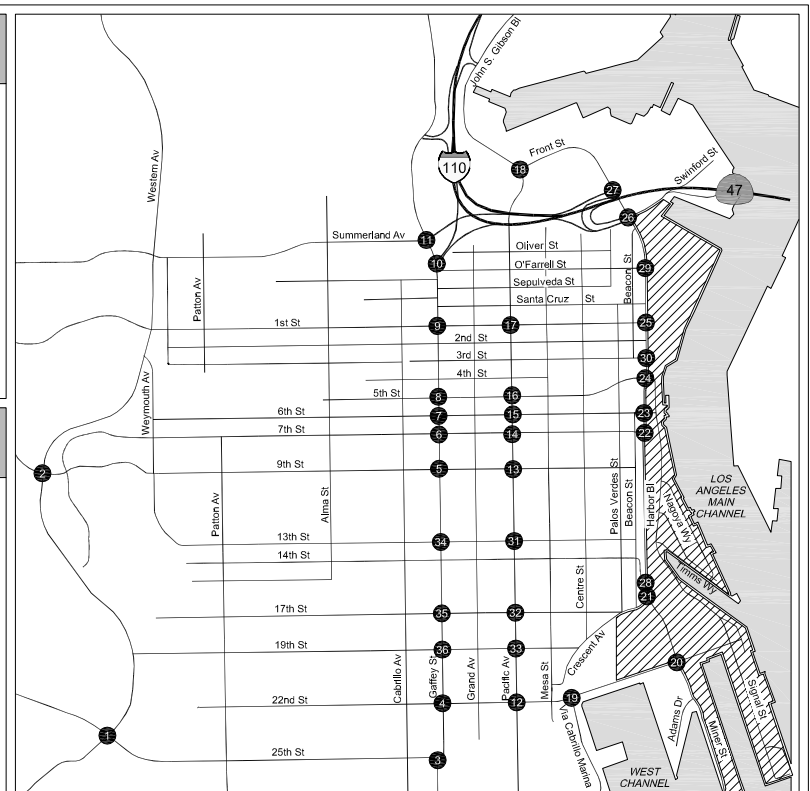 John S. Gibson Bl
Western Av
110
18
Front St
27
Swinford St
47
26
Summerland Av
11
Oliver St
10
O'Farrell St
29
Beacon St
Sepulveda St
Patton Av
Santa Cruz St
1st St
9
17
25
2nd St
3rd St
30
4th St
24
Weymouth Av
5th St
8
16
6th St
7
15
23
7th St
6
14
22
2
9th St
5
13
Palos Verdes St
Beacon St
Harbor Bl
Nagoya Wy
LOS
ANGELES
MAIN
CHANNEL
Patton Av
Alma St
13th St
34
31
14th St
Centre St
28
Timms Wy
21
17th St
35
32
19th St
36
33
Crescent Av
20
Cabrillo Av
Gaffey St
Grand Av
Pacific Av
Mesa St
22nd St
4
12
19
Via Cabrillo Marina
Adams Dr
Miner St
Signal St
1
25th St
3
WEST
CHANNEL